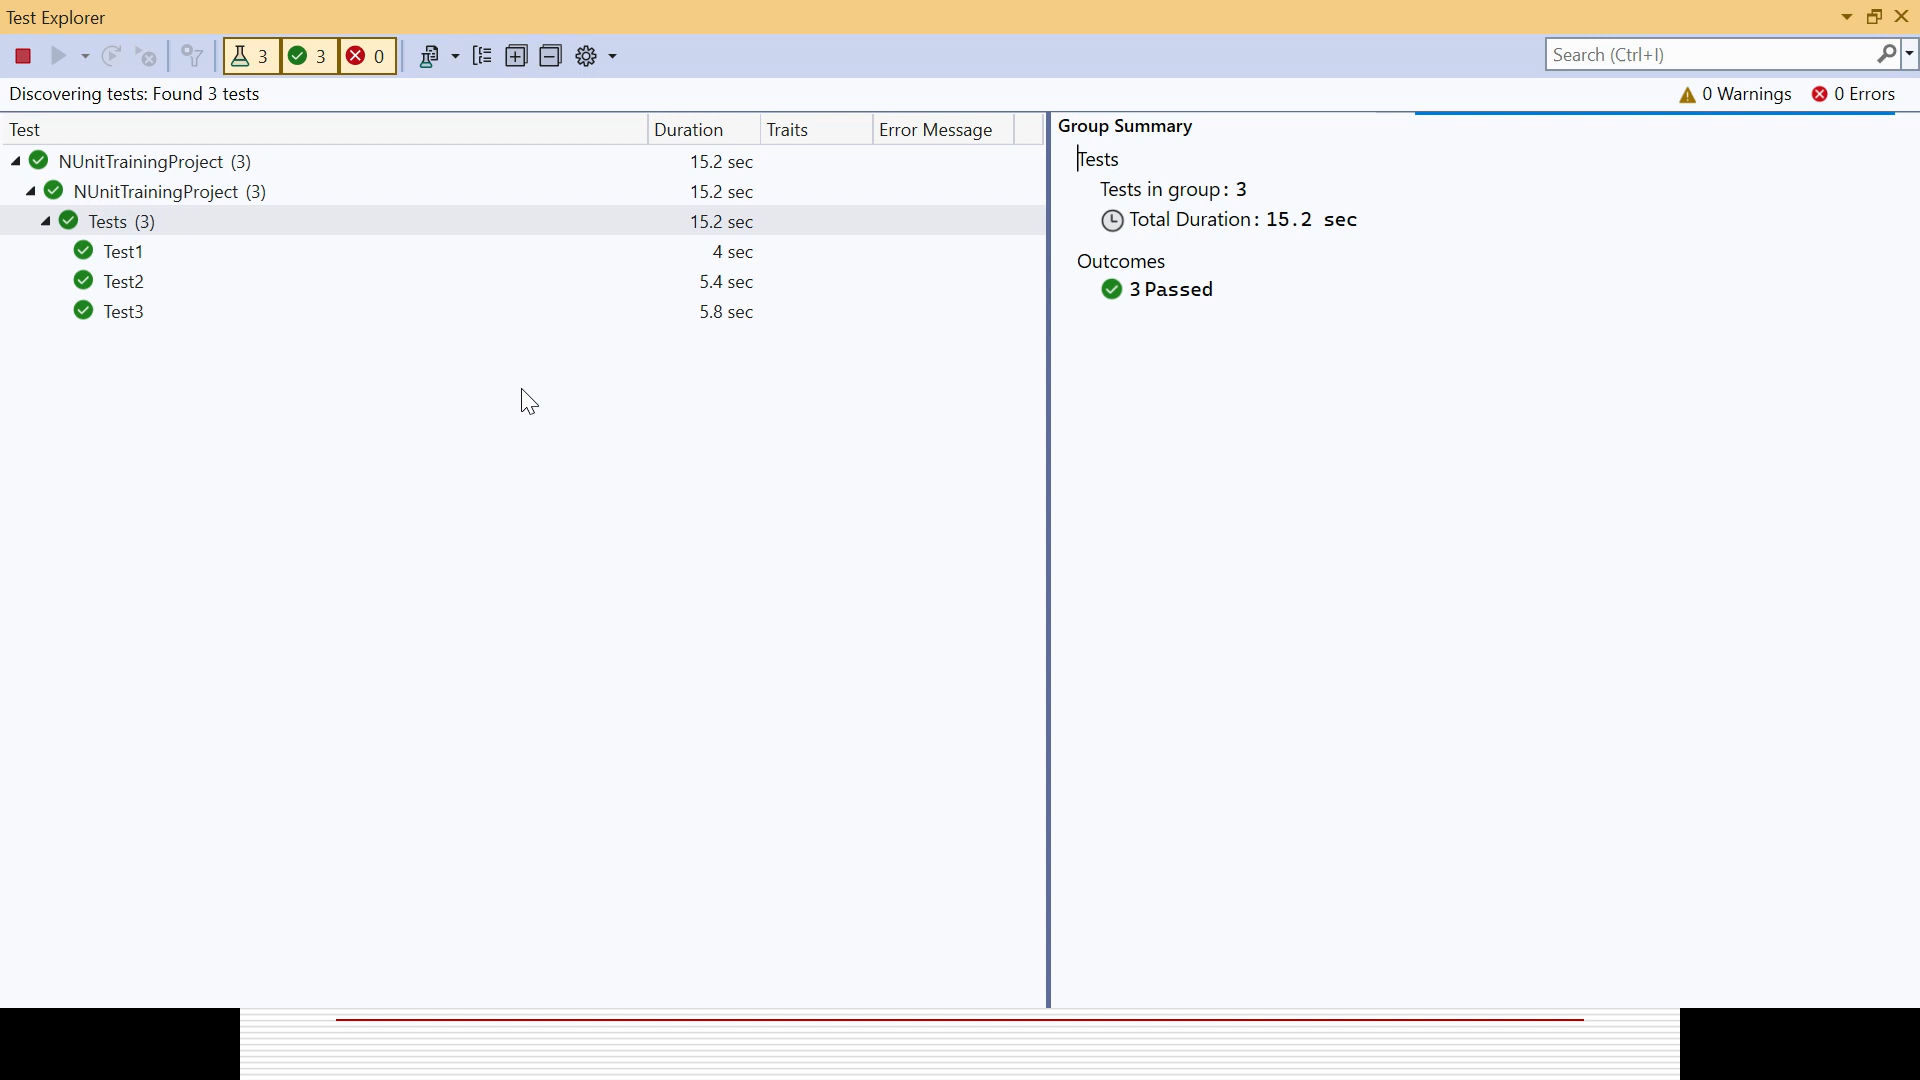 Test Explorer
3 3 0
Search (Ctrl+I)
Discovering tests: Found 3 tests
0 Warnings 0 Errors
Test Duration Traits Error Message
NUnitTrainingProject (3) 15.2 sec
NUnitTrainingProject (3) 15.2 sec
Tests (3) 15.2 sec
Test1 4 sec
Test2 5.4 sec
Test3 5.8 sec
Group Summary
Tests
Tests in group: 3
Total Duration: 15.2 sec
Outcomes
3 Passed